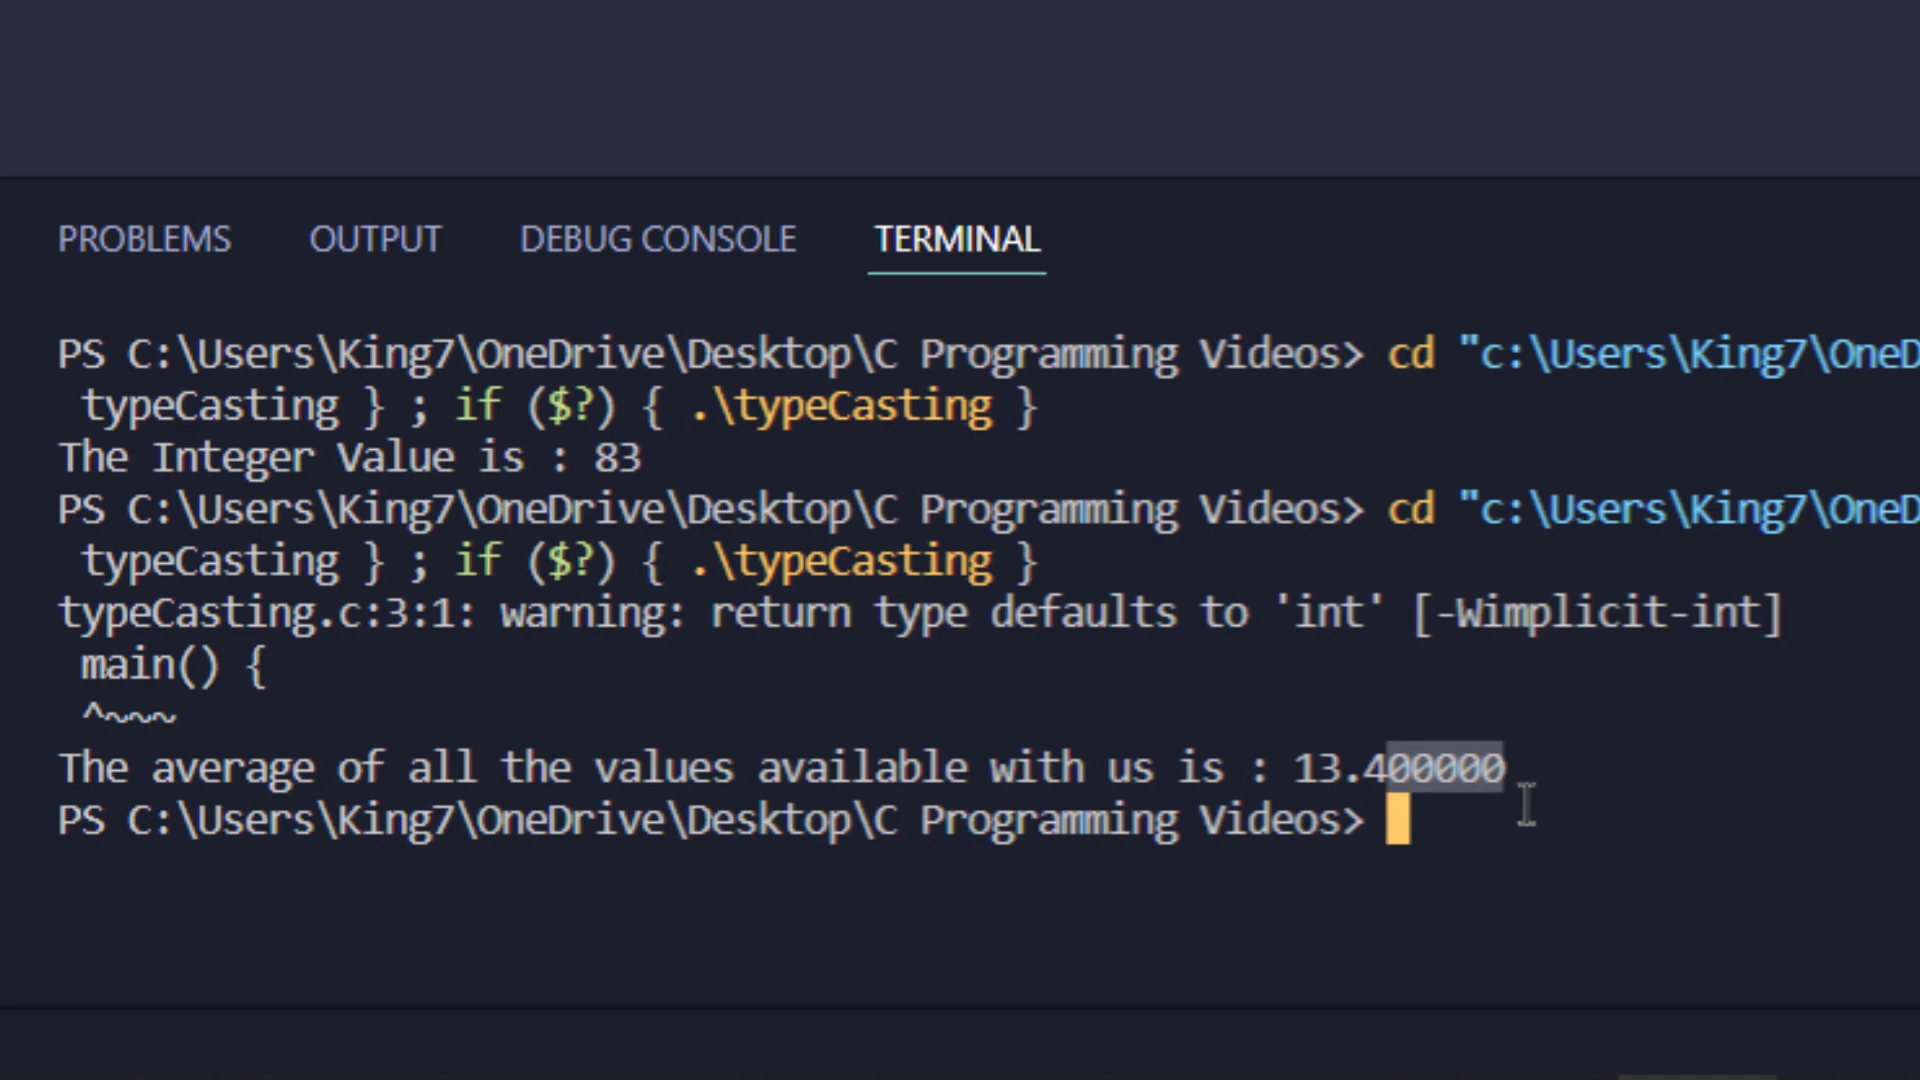 PROBLEMS OUTPUT DEBUG CONSOLE TERMINAL
PS C:\Users\King7\OneDrive\Desktop\C Programming Videos> cd "c:\Users\King7\OneD
typeCasting } ; if ($?) { .\typeCasting }
The Integer Value is : 83
PS C:\Users\King7\OneDrive\Desktop\C Programming Videos> cd "c:\Users\King7\OneD
typeCasting } ; if ($?) { .\typeCasting }
typeCasting.c:3:1: warning: return type defaults to 'int' [-Wimplicit-int]
main() {
^~~~
The average of all the values available with us is : 13.400000
PS C:\Users\King7\OneDrive\Desktop\C Programming Videos>